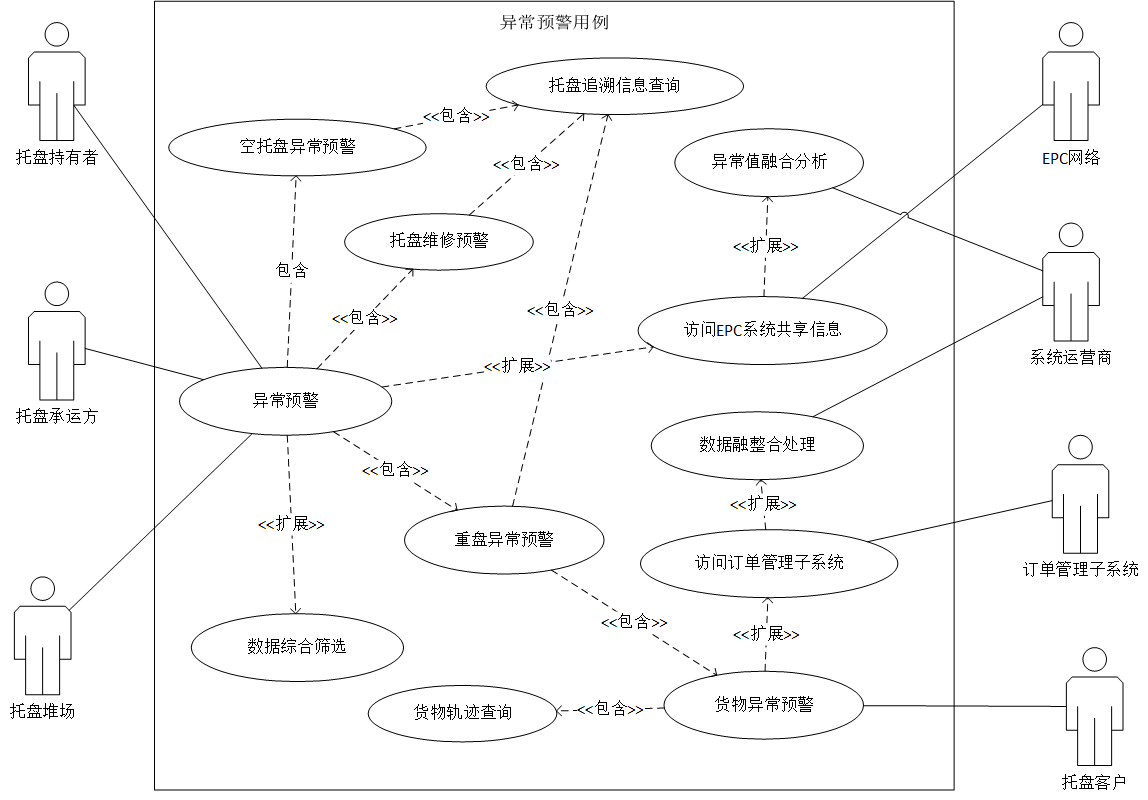 异常预警用例
托盘追溯信息查询
<<包含>>
空托盘异常预警
托盘持有者
EPC网络
异常值融合分析
<<包含>>
托盘维修预警
<<扩展>>
包含
<<包含>>
<<包含>>
访问EPC系统共享信息
系统运营商
<<扩展>>
异常预警
托盘承运方
数据融整合处理
<<包含>>
<<扩展>>
<<扩展>>
重盘异常预警
访问订单管理子系统
订单管理子系统
<<包含>>
<<扩展>>
数据综合筛选
托盘堆场
货物轨迹查询
<<包含>>
货物异常预警
托盘客户